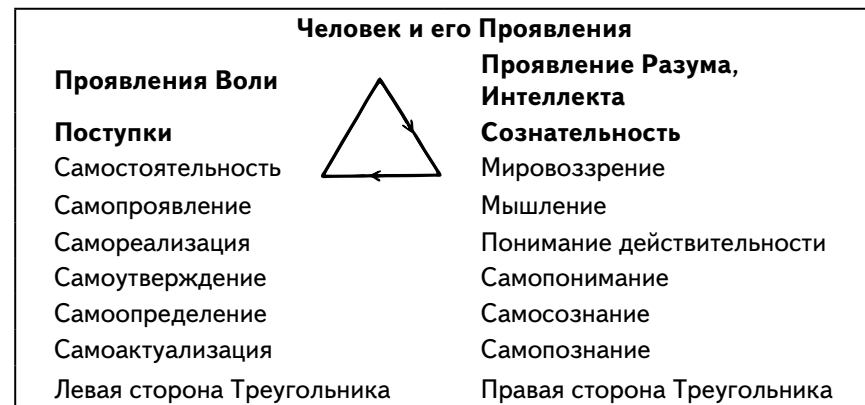 Человек и его Проявления
Проявления Воли
Проявление Разума,
Интеллекта
Поступки
Сознательность
Самостоятельность
Мировоззрение
Самопроявление
Мышление
Самореализация
Понимание действительности
Самоутверждение
Самопонимание
Самоопределение
Самосознание
Самоактуализация
Самопознание
Левая сторона Треугольника
Правая сторона Треугольника